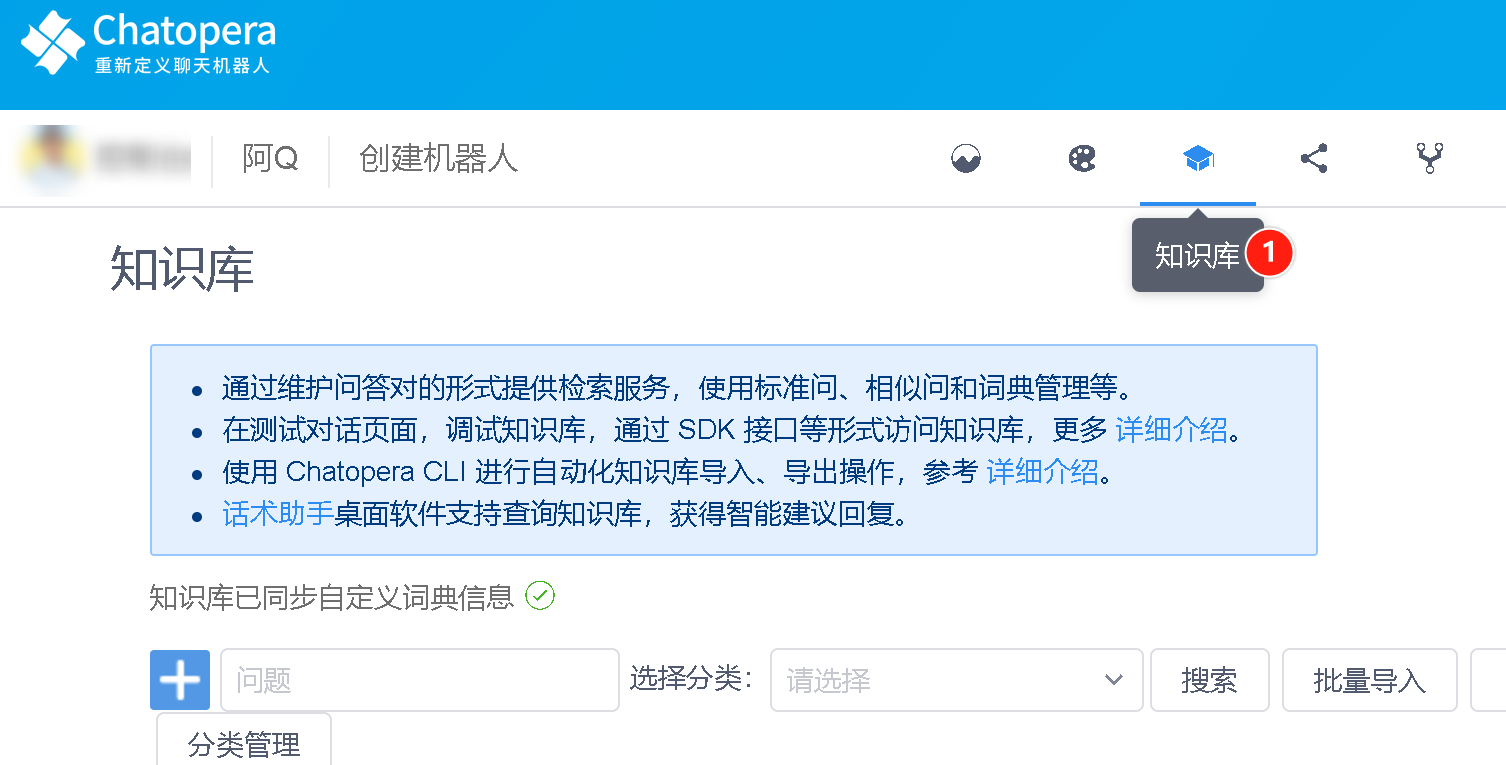 Chatopera
重新定义聊天机器人
阿Q
创建机器人
知识库
1
知识库
通过维护问答对的形式提供检索服务，使用标准问、相似问和词典管理等。
在测试对话页面，调试知识库，通过 SDK 接口等形式访问知识库，更多 详细介绍。
使用 Chatopera CLI 进行自动化知识库导入、导出操作，参考 详细介绍。
话术助手桌面软件支持查询知识库，获得智能建议回复。
知识库已同步自定义词典信息
问题
选择分类：
请选择
搜索
批量导入
分类管理